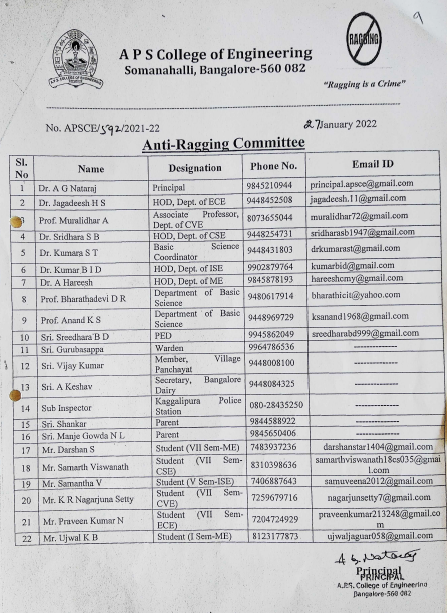 9
RAGGING
A P S College of Engineering
Somanahalli, Bangalore-560 082
"Ragging is a Crime"
No. APSCE/592/2021-22
27January 2022
Anti-Ragging Committee
Sl. No Name Designation Phone No. Email ID
1 Dr. A G Nataraj Principal 9845210944 principal.apsce@gmail.com
2 Dr. Jagadeesh H S HOD, Dept. of ECE 9448452508 jagadeesh.11@gmail.com
3 Prof. Muralidhar A Associate Professor, Dept. of CVE 8073655044 muralidhar72@gmail.com
4 Dr. Sridhara S B HOD, Dept. of CSE 9448254731 sridharasb1947@gmail.com
5 Dr. Kumara S T Basic Science Coordinator 9448431803 drkumarast@gmail.com
6 Dr. Kumar B I D HOD, Dept. of ISE 9902879764 kumarbid@gmail.com
7 Dr. A Hareesh HOD, Dept. of ME 9845878193 hareeshcmy@gmail.com
8 Prof. Bharathadevi D R Department of Basic Science 9480617914 bharathicit@yahoo.com
9 Prof. Anand K S Department of Basic Science 9448969729 ksanand1968@gmail.com
10 Sri. Sreedhara B D PED 9945862049 sreedharabd999@gmail.com
11 Sri. Gurubasappa Warden 9964786536 --------------
12 Sri. Vijay Kumar Member, Village Panchayat 9448008100 --------------
13 Sri. A Keshav Secretary, Bangalore Dairy 9448084325 --------------
14 Sub Inspector Kaggalipura Police Station 080-28435250 --------------
15 Sri. Shankar Parent 9844588922 --------------
16 Sri. Manje Gowda N L Parent 9845650406 --------------
17 Mr. Darshan S Student (VII Sem-ME) 7483937236 darshanstar1404@gmail.com
18 Mr. Samarth Viswanath Student (VII Sem-CSE) 8310398636 samarthviswanath18cs035@gmail.com
19 Mr. Samantha V Student (V Sem-ISE) 7406887643 samuveena2012@gmail.com
20 Mr. K R Nagarjuna Setty Student (VII Sem-CVE) 7259679716 nagarjunsetty7@gmail.com
21 Mr. Praveen Kumar N Student (VII Sem-ECE) 7204724929 praveenkumar213248@gmail.com
22 Mr. Ujwal K B Student (I Sem-ME) 8123177873 ujwaljaguar058@gmail.com
A G Nataraj
Principal
PRINCIPAL
A.P.S. College of Engineering
Bangalore-560 082